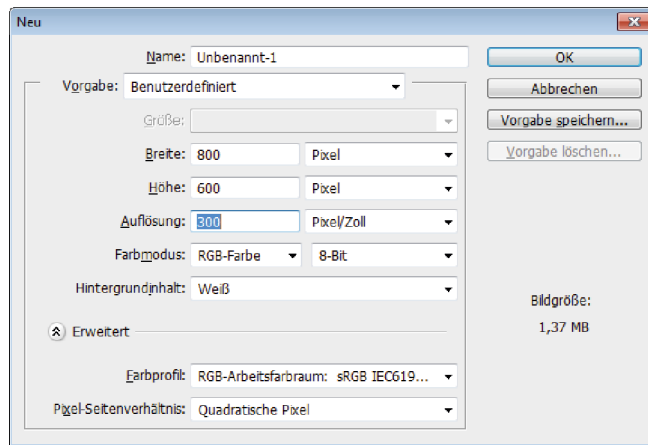 Neu
Name: Unbenannt-1
OK
Vorgabe: Benutzerdefiniert
Abbrechen
Größe:
Vorgabe speichern...
Breite: 800 Pixel
Vorgabe löschen...
Höhe: 600 Pixel
Auflösung: 300 Pixel/Zoll
Farbmodus: RGB-Farbe 8-Bit
Hintergrundinhalt: Weiß
Bildgröße:
1,37 MB
Erweitert
Farbprofil: RGB-Arbeitsfarbraum: sRGB IEC619...
Pixel-Seitenverhältnis: Quadratische Pixel